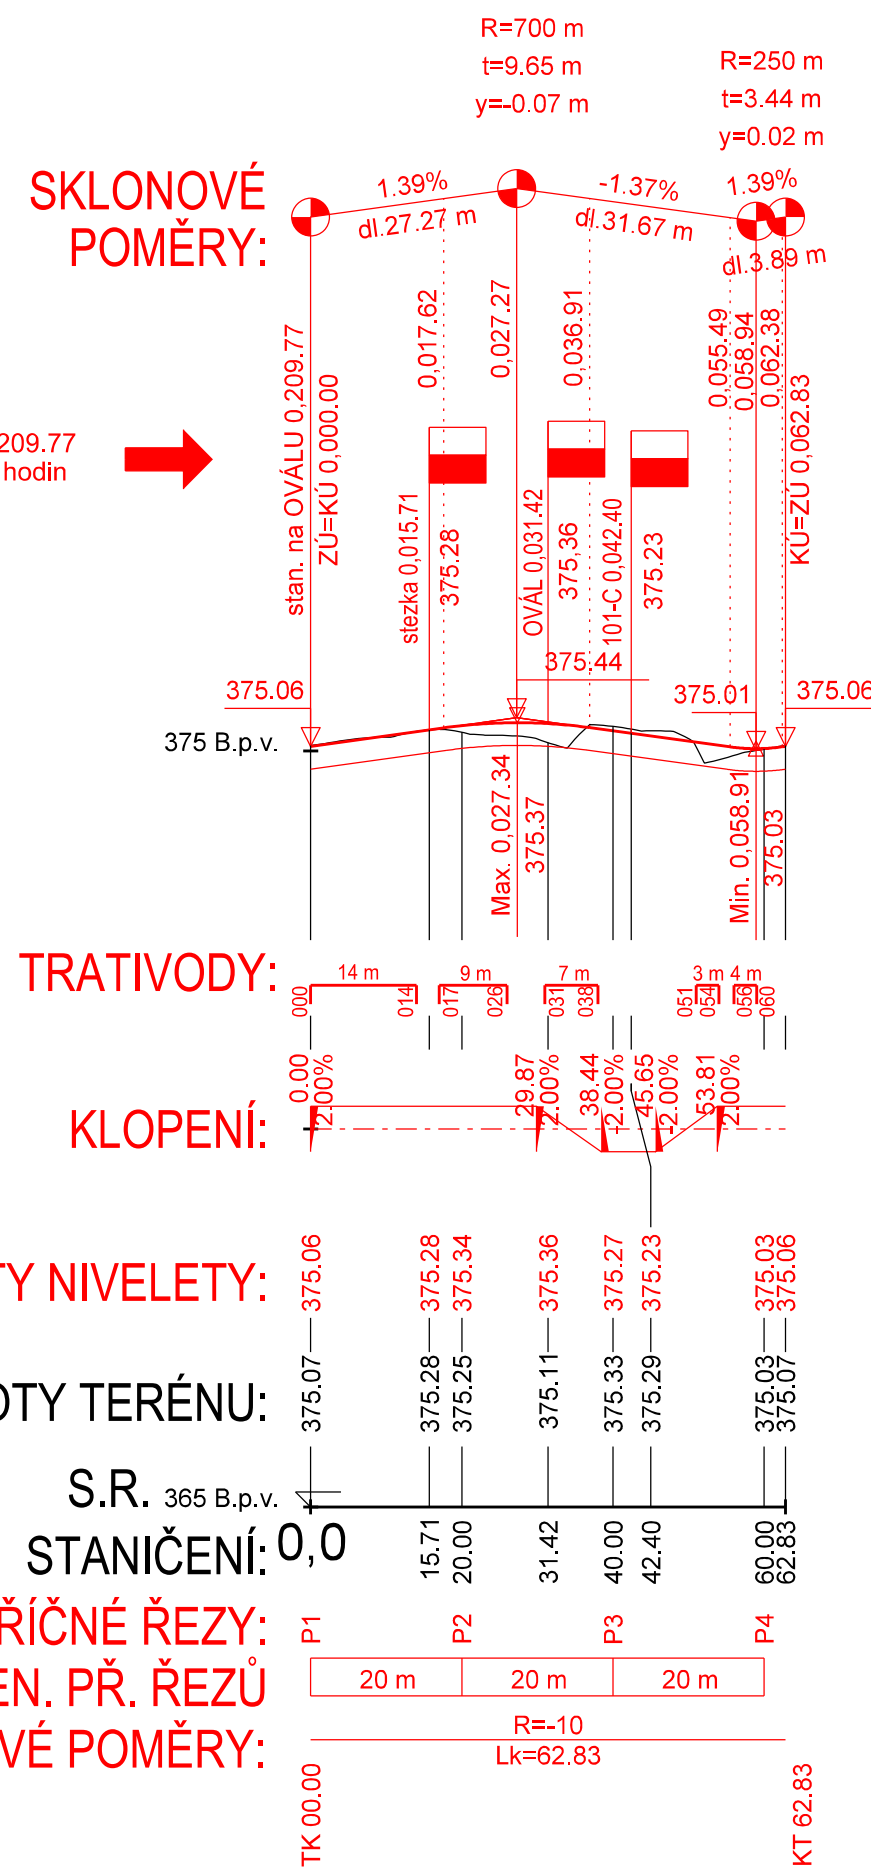 R=700 m
t=9.65 m
y=-0.07 m
R=250 m
t=3.44 m
y=0.02 m
SKLONOVÉ
POMĚRY:
1.39%
dl.27.27 m
-1.37%
dl.31.67 m
1.39%
dl.3.89 m
209.77
hodin
stan. na OVÁLU 0,209.77
ZÚ=KÚ 0,000.00
0,017.62
0,027.27
0,036.91
0,055.49
0,058.94
0,062.38
KÚ=ZÚ 0,062.83
stezka 0,015.71
375.28
OVÁL 0,031.42
375,36
101-C 0,042.40
375.23
375.06
375.44
375.01
375.06
375 B.p.v.
Max. 0,027.34
375.37
Min. 0,058.91
375.03
TRATIVODY:
14 m
9 m
7 m
3 m
4 m
000
014
017
026
031
038
051
054
056
060
KLOPENÍ:
0.00
2.00%
29.87
2.00%
38.44
-2.00%
45.65
-2.00%
53.81
2.00%
TY NIVELETY:
375.06
375.28
375.34
375.36
375.27
375.23
375.03
375.06
OTY TERÉNU:
375.07
375.28
375.25
375.11
375.33
375.29
375.03
375.07
S.R. 365 B.p.v.
STANIČENÍ:
0,0
15.71
20.00
31.42
40.00
42.40
60.00
62.83
ŘÍČNÉ ŘEZY:
P1
P2
P3
P4
EN. PŘ. ŘEZŮ
20 m
20 m
20 m
VÉ POMĚRY:
R=-10
Lk=62.83
TK 00.00
KT 62.83